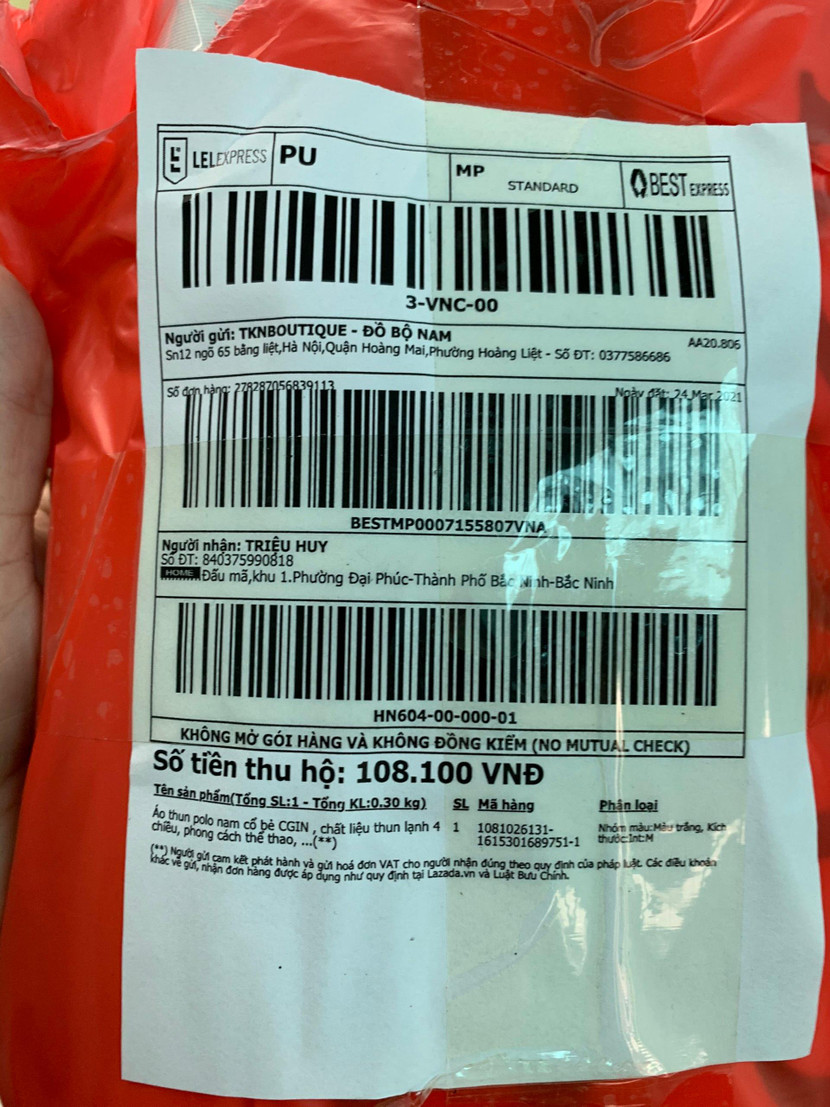 LEL EXPRESS
PU
MP
STANDARD
BEST EXPRESS
3-VNC-00
Người gửi: TKNBOUTIQUE - ĐỒ BỘ NAM
AA20.806
Sn12 ngõ 65 bằng liệt,Hà Nội,Quận Hoàng Mai,Phường Hoàng Liệt - Số ĐT: 0377586686
Số đơn hàng: 278287056839113
Ngày đặt: 24 Mar 2021
BESTMP0007155807VNA
Người nhận: TRIỆU HUY
Số ĐT: 840375990818
HOME Đấu mã,khu 1.Phường Đại Phúc-Thành Phố Bắc Ninh-Bắc Ninh
HN604-00-000-01
KHÔNG MỞ GÓI HÀNG VÀ KHÔNG ĐỒNG KIỂM (NO MUTUAL CHECK)
Số tiền thu hộ: 108.100 VNĐ
Tên sản phẩm(Tổng SL:1 - Tổng KL:0.30 kg) SL Mã hàng Phân loại
Áo thun polo nam cổ bẻ CGIN , chất liệu thun lạnh 4 1 1081026131- Nhóm màu:Màu trắng, Kích
chiều, phong cách thể thao, ...(**) 1615301689751-1 thước:Int:M
(**) Người gửi cam kết phát hành và gửi hoá đơn VAT cho người nhận đúng theo quy định của pháp luật. Các điều khoản
khác về gửi, nhận đơn hàng được áp dụng như quy định tại Lazada.vn và Luật Bưu Chính.